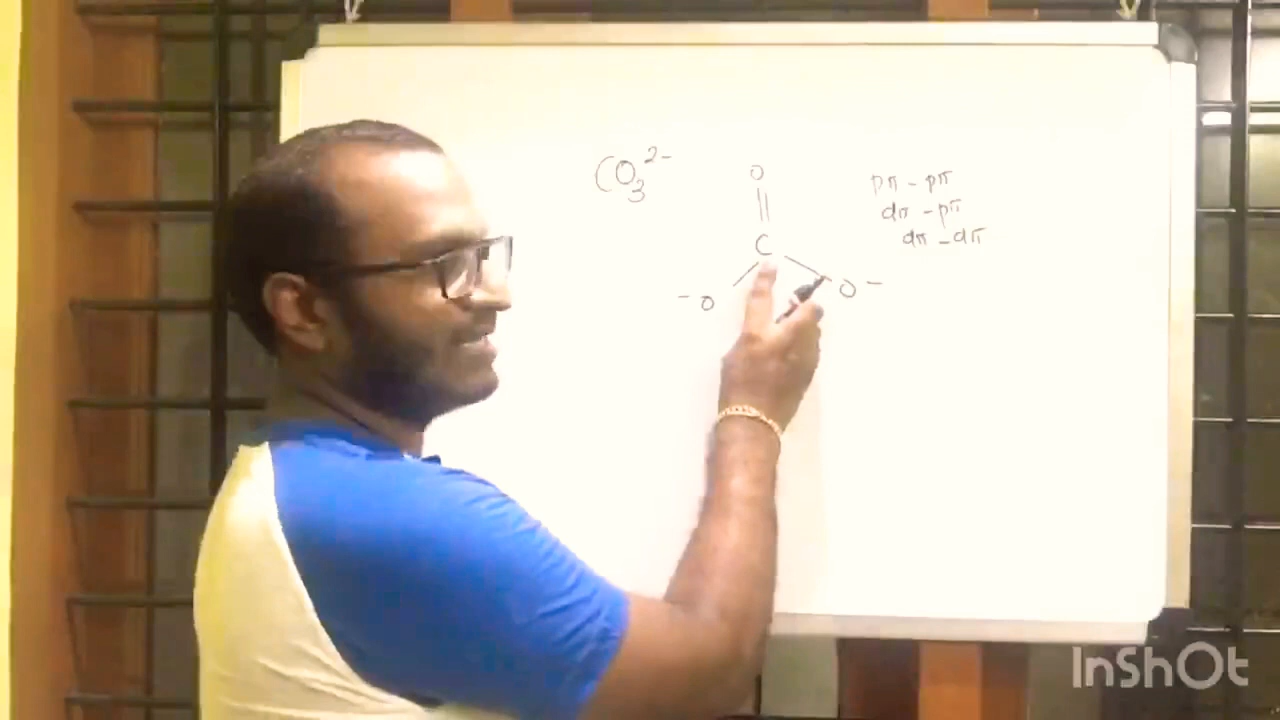 CO₃²⁻
O
||
C
- O
O -
pπ - pπ
dπ - pπ
dπ - dπ
InShOt